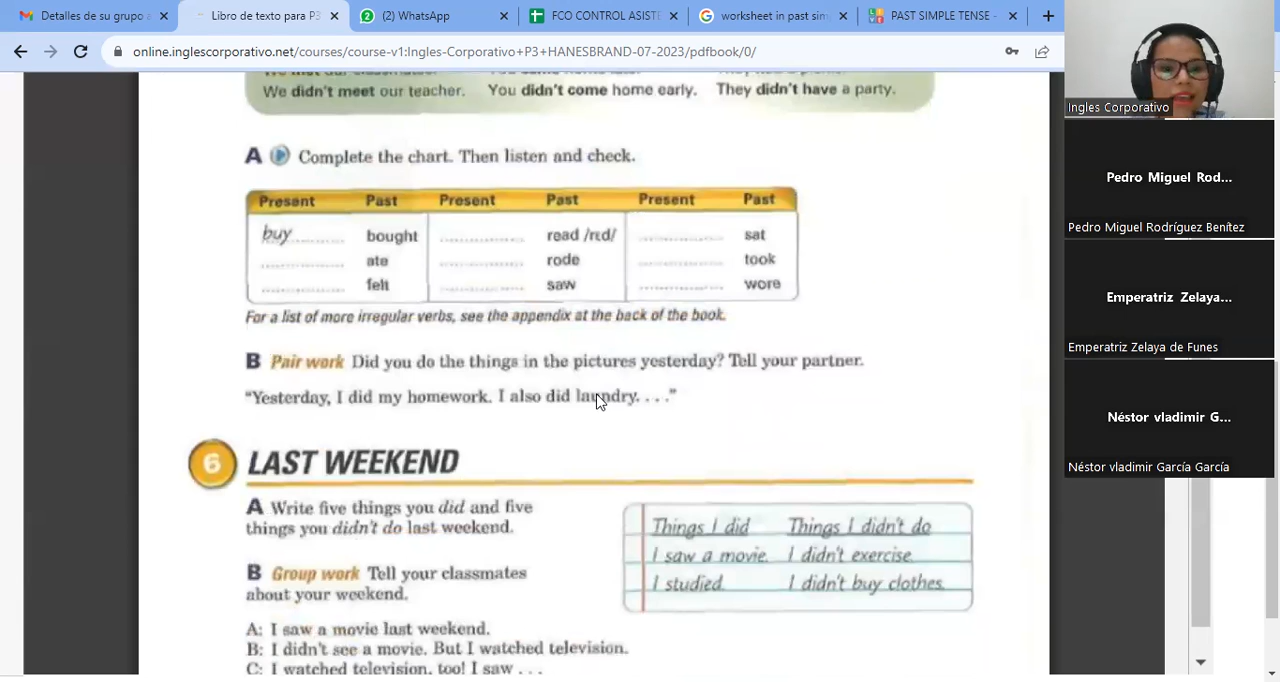 Detalles de su grupo a
Libro de texto para P3
(2) WhatsApp
FCO CONTROL ASISTE
worksheet in past sim
PAST SIMPLE TENSE -
online.inglescorporativo.net/courses/course-v1:Ingles-Corporativo+P3+HANESBRAND-07-2023/pdfbook/0/
We didn't meet our teacher. You didn't come home early. They didn't have a party.
A Complete the chart. Then listen and check.
Present Past Present Past Present Past
buy bought read /rɛd/ sat
ate rode took
felt saw wore
For a list of more irregular verbs, see the appendix at the back of the book.
B Pair work Did you do the things in the pictures yesterday? Tell your partner.
"Yesterday, I did my homework. I also did laundry. . . ."
6 LAST WEEKEND
A Write five things you did and five
things you didn't do last weekend.
B Group work Tell your classmates
about your weekend.
Things I did Things I didn't do
I saw a movie. I didn't exercise.
I studied. I didn't buy clothes.
A: I saw a movie last weekend.
B: I didn't see a movie. But I watched television.
C: I watched television, too! I saw . . .
Ingles Corporativo
Pedro Miguel Rod...
Pedro Miguel Rodríguez Benítez
Emperatriz Zelaya...
Emperatriz Zelaya de Funes
Néstor vladimir G...
Néstor vladimir García García